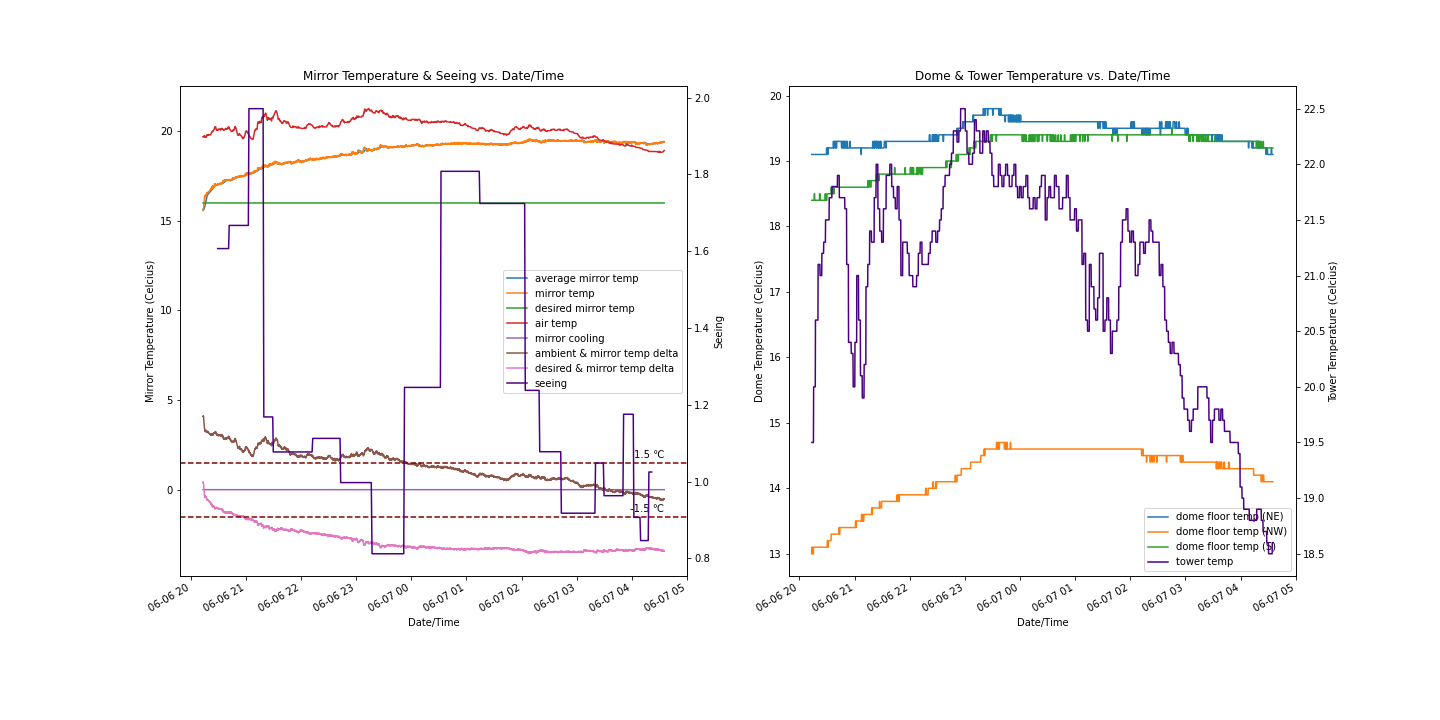 Mirror Temperature & Seeing vs. Date/Time
Mirror Temperature (Celcius)
20
15
10
5
0
2.0
1.8
1.6
1.4
1.2
1.0
0.8
Seeing
average mirror temp
mirror temp
desired mirror temp
air temp
mirror cooling
ambient & mirror temp delta
desired & mirror temp delta
seeing
1.5 °C
-1.5 °C
06-06 20
06-06 21
06-06 22
06-06 23
06-07 00
06-07 01
06-07 02
06-07 03
06-07 04
06-07 05
Date/Time
Dome & Tower Temperature vs. Date/Time
Dome Temperature (Celcius)
20
19
18
17
16
15
14
13
22.5
22.0
21.5
21.0
20.5
20.0
19.5
19.0
18.5
Tower Temperature (Celcius)
dome floor temp (NE)
dome floor temp (NW)
dome floor temp (S)
tower temp
06-06 20
06-06 21
06-06 22
06-06 23
06-07 00
06-07 01
06-07 02
06-07 03
06-07 04
06-07 05
Date/Time